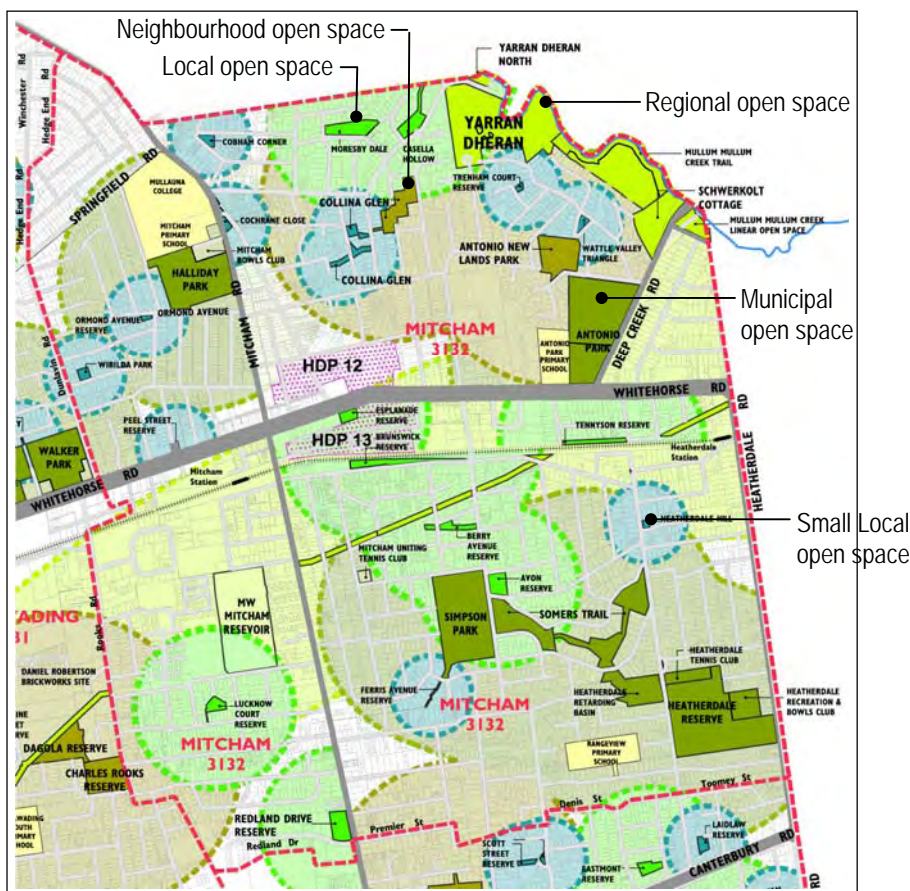 Neighbourhood open space
Local open space
YARRAN DHERAN
NORTH
Regional open space
Winchester Rd
Hedge End Rd
Hedge End Rd
SPRINGFIELD RD
COBHAM CORNER
MORESBY DALE
CASELLA
HOLLOW
YARRAN
DHERAN
MULLUM MULLUM
CREEK TRAIL
MULLAUNA
COLLEGE
TRENHAM COURT
RESERVE
SCHWERKOLT
COTTAGE
COLLINA GLEN
MITCHAM
PRIMARY
SCHOOL
COCHRANE CLOSE
MULLUM MULLUM CREEK
LINEAR OPEN SPACE
MITCHAM
BOWLS CLUB
ANTONIO NEW
LANDS PARK
WATTLE VALLEY
TRIANGLE
HALLIDAY
PARK
COLLINA GLEN
Municipal
open space
ORMOND AVENUE
RESERVE
ORMOND AVENUE
MITCHAM RD
MITCHAM
3132
ANTONIO
PARK
DEEP CREEK RD
ANTONIO
PARK
PRIMARY
SCHOOL
Dunlavin Rd
WIRILDA PARK
HDP 12
WHITEHORSE RD
PEEL STREET
RESERVE
ESPLANADE
RESERVE
HDP 13
BRUNSWICK
RESERVE
TENNYSON RESERVE
Heatherdale
Station
HEATHERDALE RD
WALKER
PARK
WHITEHORSE RD
Mitcham
Station
HEATHERDALE HILL
Small Local
open space
BERRY
AVENUE
RESERVE
MITCHAM UNITING
TENNIS CLUB
AVON
RESERVE
MW
MITCHAM
RESEVOIR
Rooks Rd
SIMPSON
PARK
SOMERS TRAIL
ADING
31
DANIEL ROBERTSON
BRICKWORKS SITE
HEATHERDALE
TENNIS CLUB
FERRIS AVENUE
RESERVE
MITCHAM
3132
HEATHERDALE
RETARDING
BASIN
HEATHERDALE
RESERVE
HEATHERDALE
RECREATION &
BOWLS CLUB
LUCKNOW
COURT
RESERVE
MITCHAM
3132
DAGOLA RESERVE
CHARLES ROOKS
RESERVE
RANGEVIEW
PRIMARY
SCHOOL
REDLAND DRIVE
RESERVE
Redland Dr
Premier St
Denis St
Toomey St
SCOTT
STREET
RESERVE
LAIDLAW
RESERVE
EASTMONT
RESERVE
CANTERBURY RD
RD